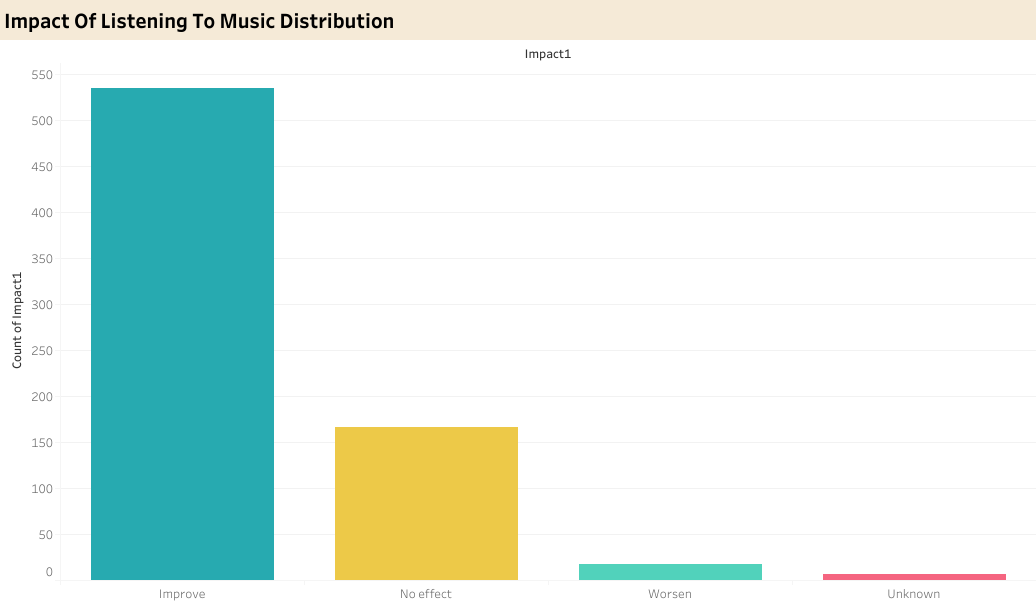 Impact Of Listening To Music Distribution
Impact1
Count of Impact1
550
500
450
400
350
300
250
200
150
100
50
0
Improve
No effect
Worsen
Unknown